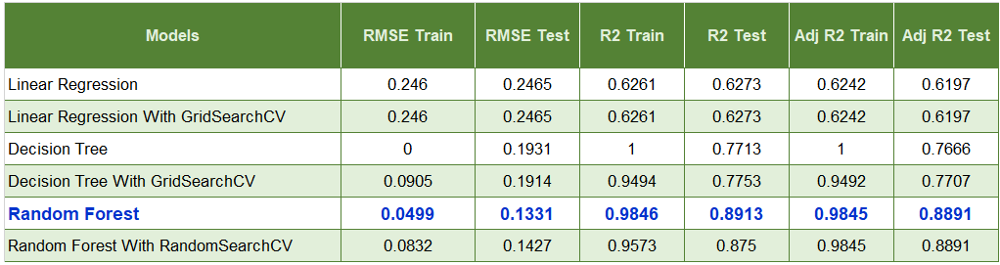 Models RMSE Train RMSE Test R2 Train R2 Test Adj R2 Train Adj R2 Test
Linear Regression 0.246 0.2465 0.6261 0.6273 0.6242 0.6197
Linear Regression With GridSearchCV 0.246 0.2465 0.6261 0.6273 0.6242 0.6197
Decision Tree 0 0.1931 1 0.7713 1 0.7666
Decision Tree With GridSearchCV 0.0905 0.1914 0.9494 0.7753 0.9492 0.7707
Random Forest 0.0499 0.1331 0.9846 0.8913 0.9845 0.8891
Random Forest With RandomSearchCV 0.0832 0.1427 0.9573 0.875 0.9845 0.8891